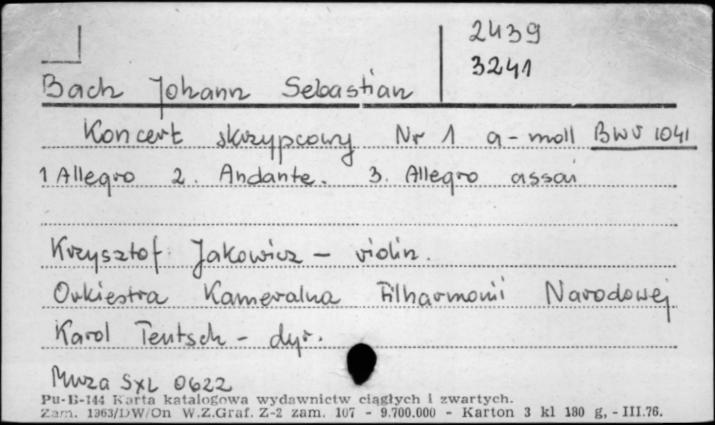 2439
3241
Bach Johann Sebastian
Koncert skrzypcowy Nr 1 a-moll BWV 1041
1 Allegro 2. Andante. 3. Allegro assai
Krzysztof Jakowicz - violin.
Orkiestra Kameralna Filharmonii Narodowej
Karol Teutsch - dyr.
Muza SXL 0622
Pu-B-144 Karta katalogowa wydawnictw ciągłych i zwartych.
Zam. 1363/DW/On W.Z.Graf. Z-2 zam. 107 - 9.700.000 - Karton 3 kl 180 g, - III.76.